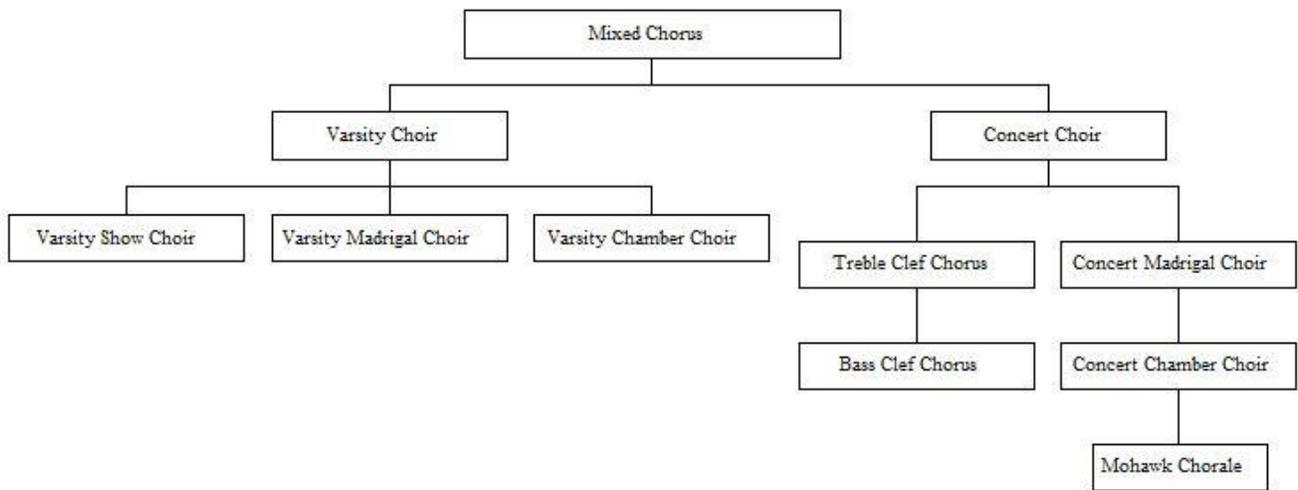 Mixed Chorus
Varsity Choir
Concert Choir
Varsity Show Choir
Varsity Madrigal Choir
Varsity Chamber Choir
Treble Clef Chorus
Concert Madrigal Choir
Bass Clef Chorus
Concert Chamber Choir
Mohawk Chorale